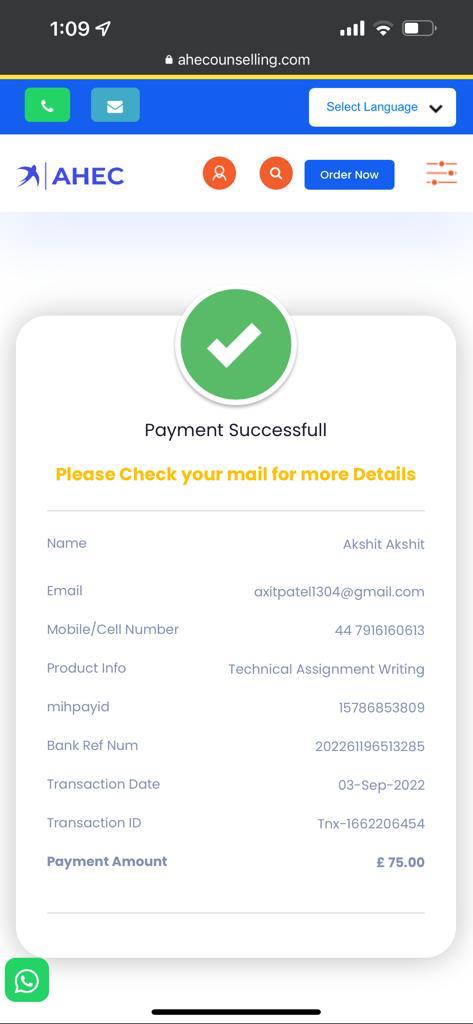 1:09
ahecounselling.com
Select Language
AHEC
Order Now
Payment Successfull
Please Check your mail for more Details
Name Akshit Akshit
Email axitpatel1304@gmail.com
Mobile/Cell Number 44 7916160613
Product Info Technical Assignment Writing
mihpayid 15786853809
Bank Ref Num 202261196513285
Transaction Date 03-Sep-2022
Transaction ID Tnx-1662206454
Payment Amount £ 75.00